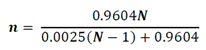 n = 0.9604N / 0.0025(N − 1) + 0.9604